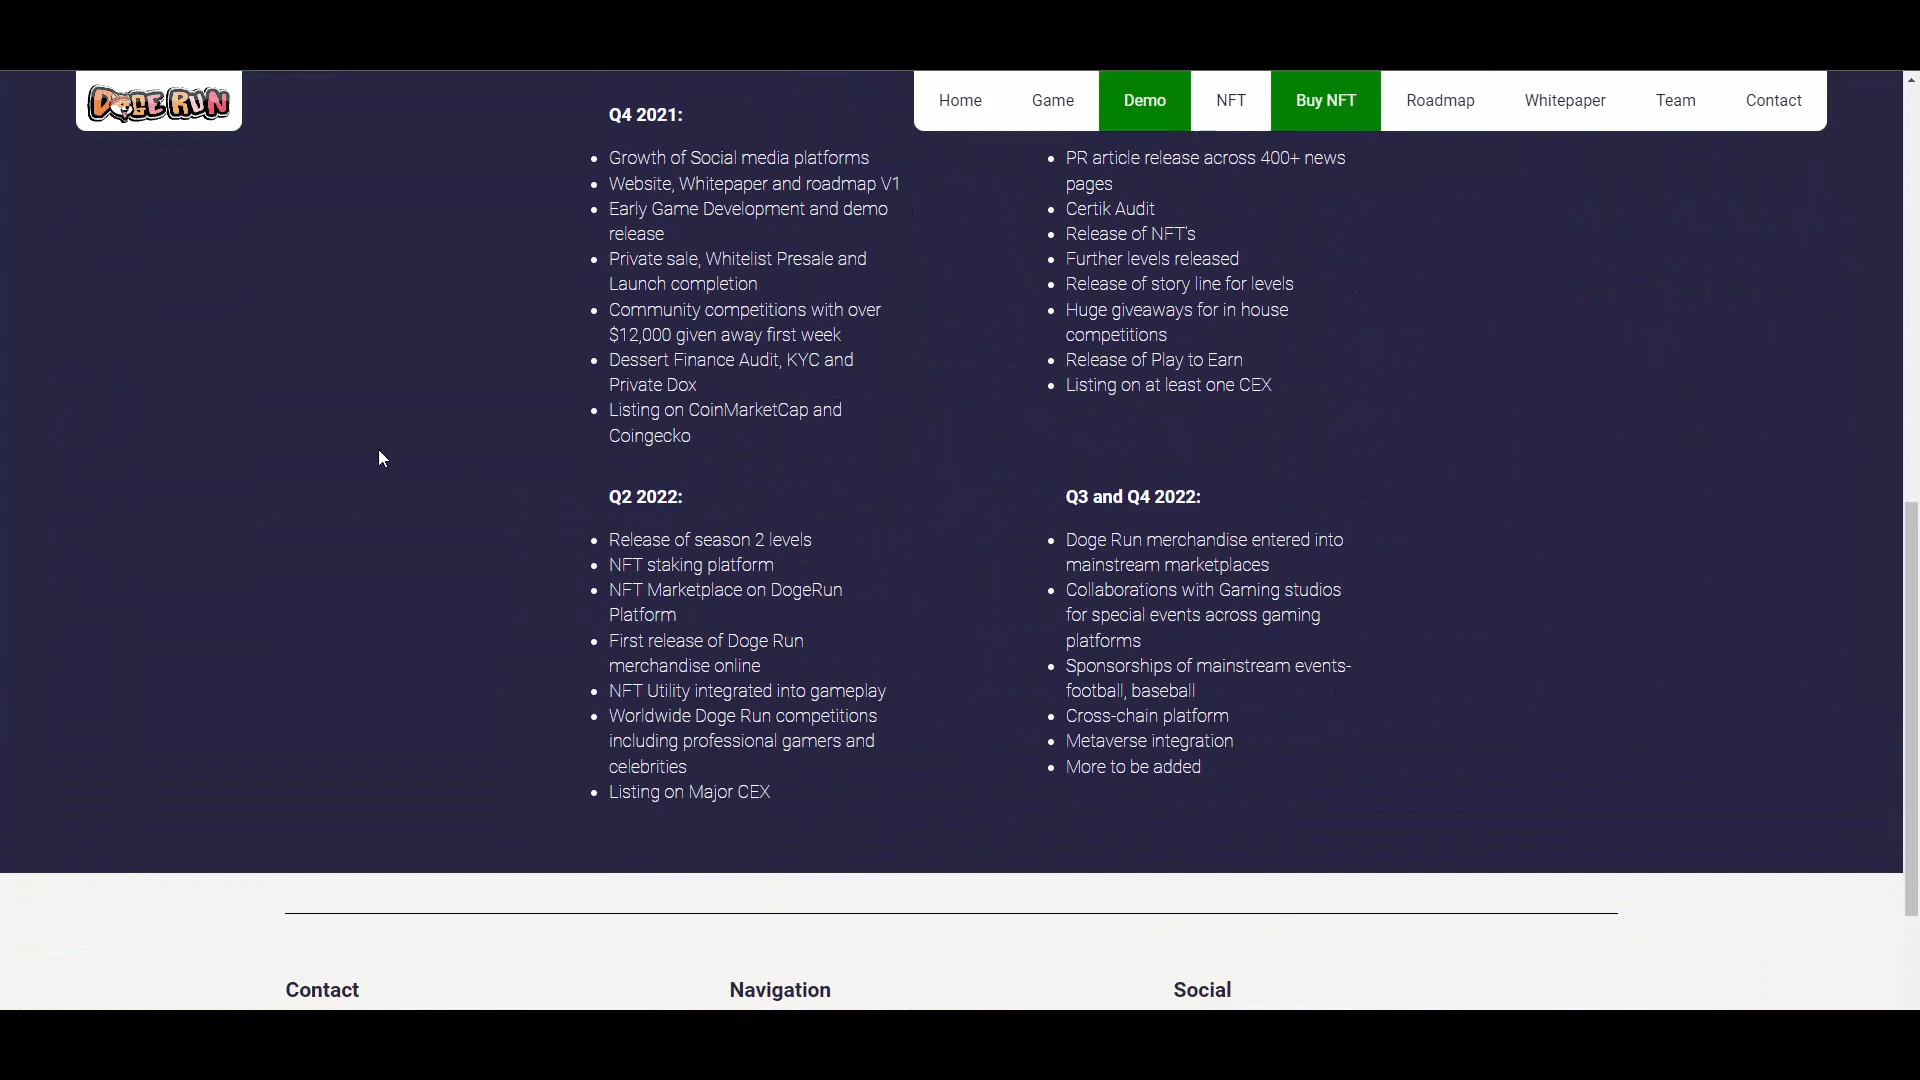 DOGE RUN
Home Game Demo NFT Buy NFT Roadmap Whitepaper Team Contact
Q4 2021:
Growth of Social media platforms
Website, Whitepaper and roadmap V1
Early Game Development and demo
release
Private sale, Whitelist Presale and
Launch completion
Community competitions with over
$12,000 given away first week
Dessert Finance Audit, KYC and
Private Dox
Listing on CoinMarketCap and
Coingecko
PR article release across 400+ news
pages
Certik Audit
Release of NFT's
Further levels released
Release of story line for levels
Huge giveaways for in house
competitions
Release of Play to Earn
Listing on at least one CEX
Q2 2022:
Release of season 2 levels
NFT staking platform
NFT Marketplace on DogeRun
Platform
First release of Doge Run
merchandise online
NFT Utility integrated into gameplay
Worldwide Doge Run competitions
including professional gamers and
celebrities
Listing on Major CEX
Q3 and Q4 2022:
Doge Run merchandise entered into
mainstream marketplaces
Collaborations with Gaming studios
for special events across gaming
platforms
Sponsorships of mainstream events-
football, baseball
Cross-chain platform
Metaverse integration
More to be added
Contact
Navigation
Social